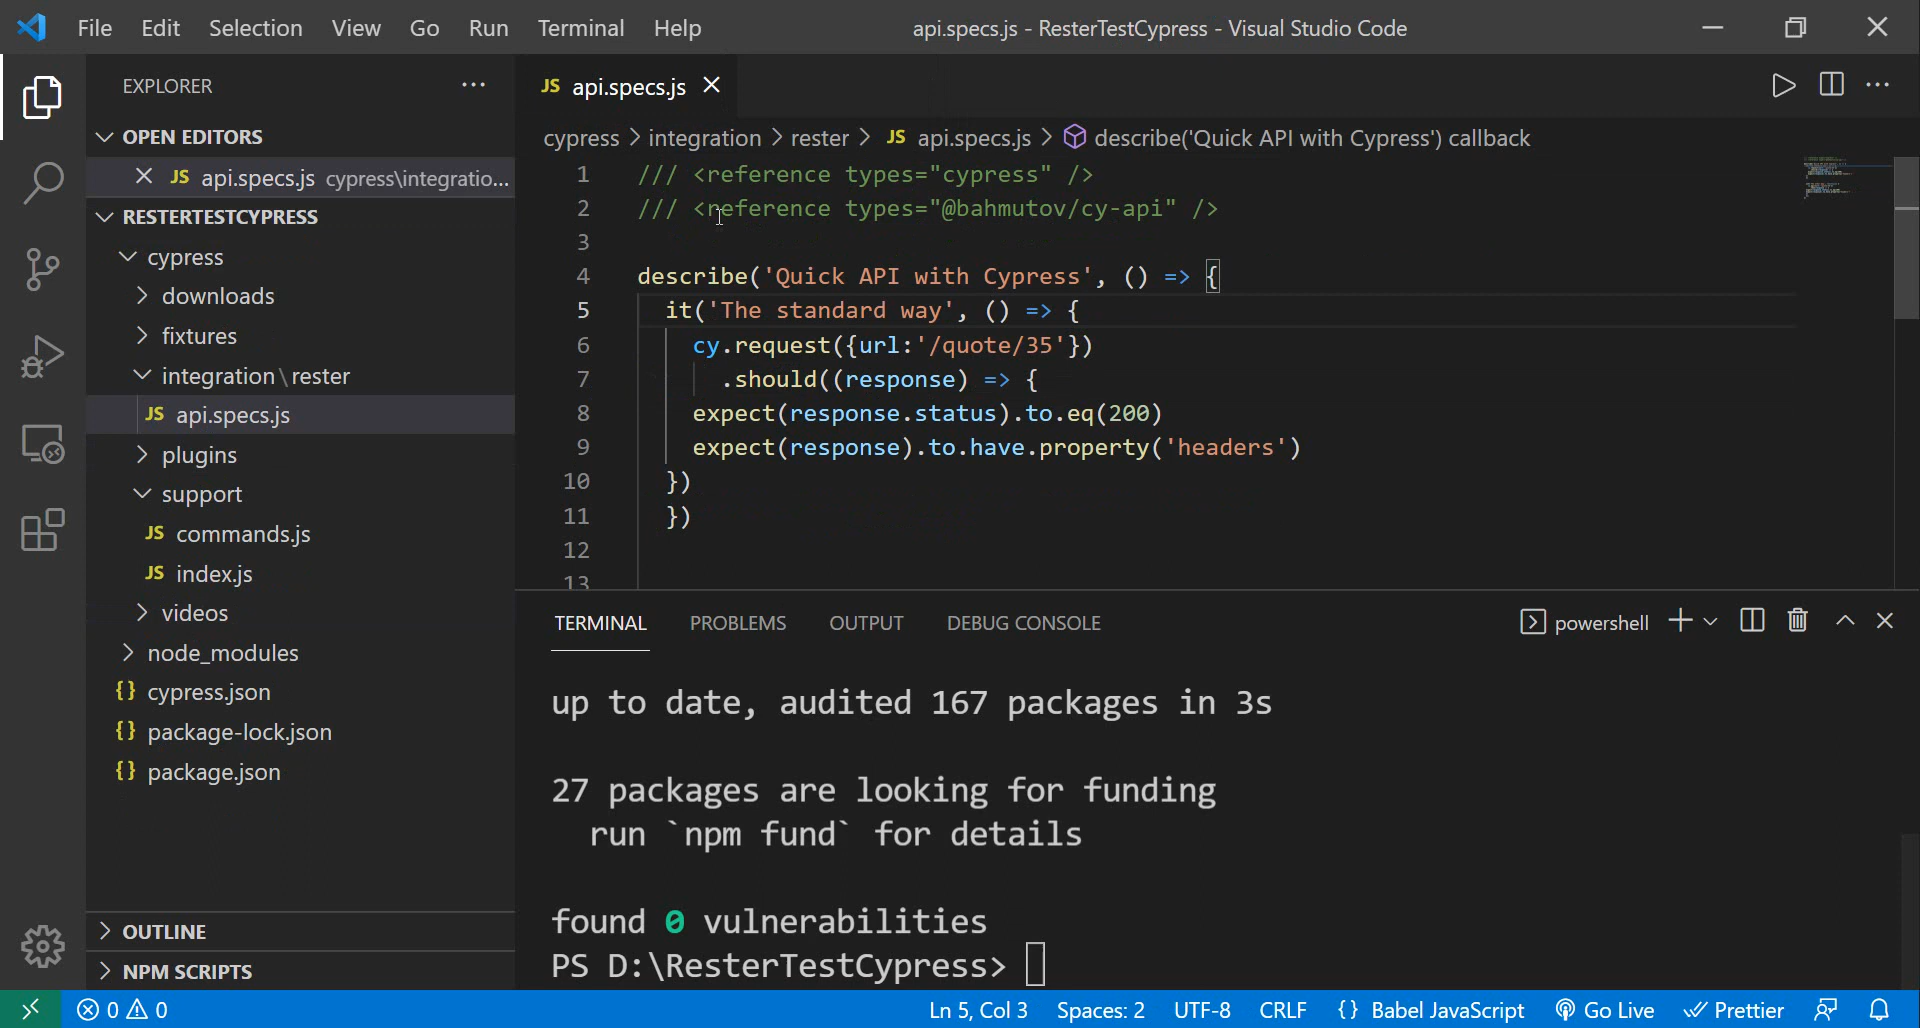 File Edit Selection View Go Run Terminal Help
api.specs.js - ResterTestCypress - Visual Studio Code
EXPLORER
OPEN EDITORS
JS api.specs.js cypress\integratio...
RESTERTESTCYPRESS
cypress
downloads
fixtures
integration\rester
JS api.specs.js
plugins
support
JS commands.js
JS index.js
videos
node_modules
{} cypress.json
{} package-lock.json
{} package.json
OUTLINE
NPM SCRIPTS
JS api.specs.js
cypress > integration > rester > JS api.specs.js > describe('Quick API with Cypress') callback
1 /// <reference types="cypress" />
2 /// <reference types="@bahmutov/cy-api" />
3
4 describe('Quick API with Cypress', () => {
5 it('The standard way', () => {
6 cy.request({url:'/quote/35'})
7 .should((response) => {
8 expect(response.status).to.eq(200)
9 expect(response).to.have.property('headers')
10 })
11 })
12
13
TERMINAL PROBLEMS OUTPUT DEBUG CONSOLE
powershell
up to date, audited 167 packages in 3s
27 packages are looking for funding
run `npm fund` for details
found 0 vulnerabilities
PS D:\ResterTestCypress>
0 0
Ln 5, Col 3 Spaces: 2 UTF-8 CRLF {} Babel JavaScript Go Live Prettier